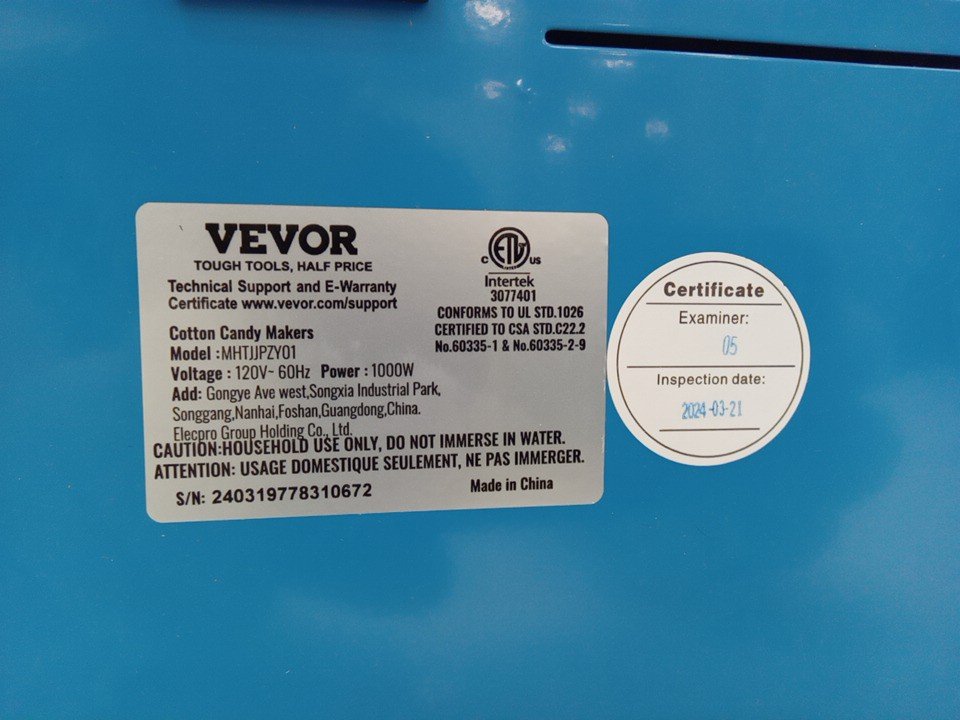 VEVOR
TOUGH TOOLS, HALF PRICE
Technical Support and E-Warranty
Certificate www.vevor.com/support
Cotton Candy Makers
Model :MHTJJPZY01
Voltage : 120V~ 60Hz Power : 1000W
Add: Gongye Ave west,Songxia Industrial Park,
Songgang,Nanhai,Foshan,Guangdong,China.
Elecpro Group Holding Co., Ltd.
C ETL US
Intertek
3077401
CONFORMS TO UL STD.1026
CERTIFIED TO CSA STD.C22.2
No.60335-1 & No.60335-2-9
CAUTION:HOUSEHOLD USE ONLY, DO NOT IMMERSE IN WATER.
ATTENTION: USAGE DOMESTIQUE SEULEMENT, NE PAS IMMERGER.
S/N: 240319778310672
Made in China
Certificate
Examiner:
05
Inspection date:
2024-03-21